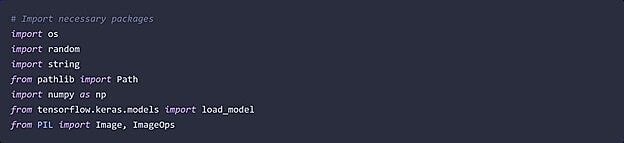 # Import necessary packages
import os
import random
import string
from pathlib import Path
import numpy as np
from tensorflow.keras.models import load_model
from PIL import Image, ImageOps